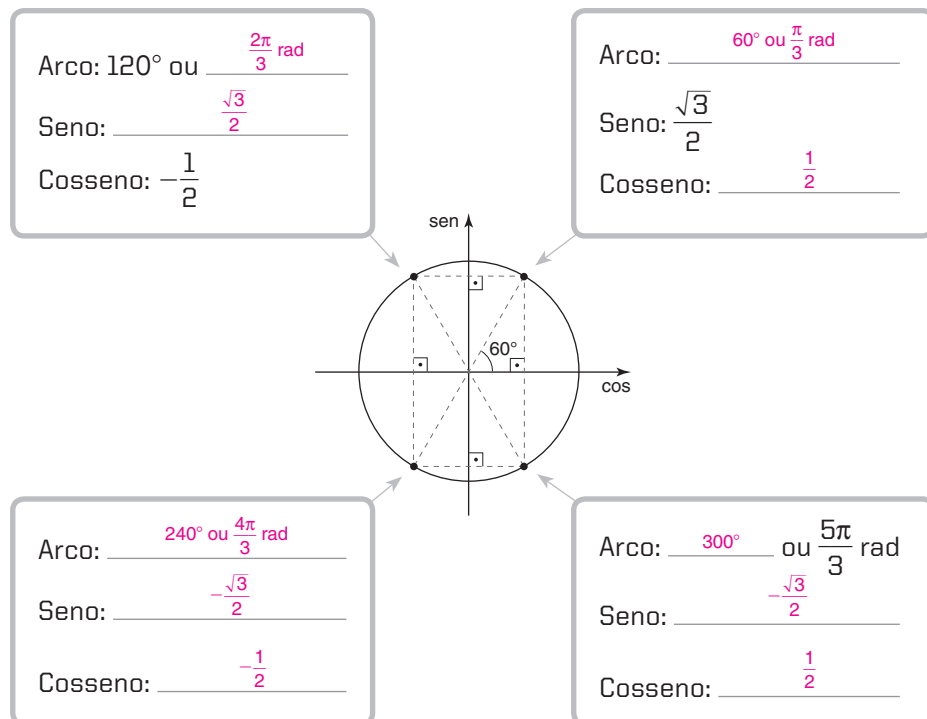 Arco: 120° ou 2π/3 rad
Seno: √3/2
Cosseno: −1/2
Arco: 60° ou π/3 rad
Seno: √3/2
Cosseno: 1/2
sen
60°
cos
Arco: 240° ou 4π/3 rad
Seno: −√3/2
Cosseno: −1/2
Arco: 300° ou 5π/3 rad
Seno: −√3/2
Cosseno: 1/2